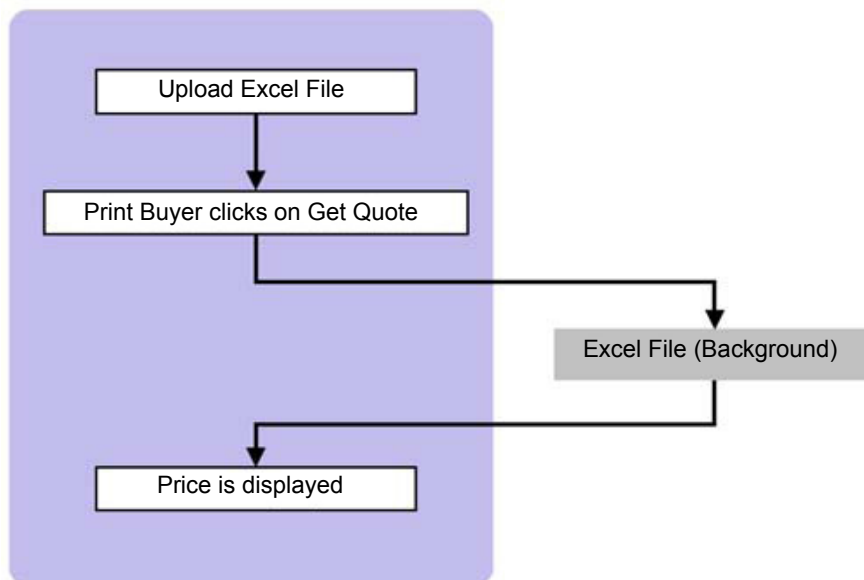 Upload Excel File
Print Buyer clicks on Get Quote
Excel File (Background)
Price is displayed